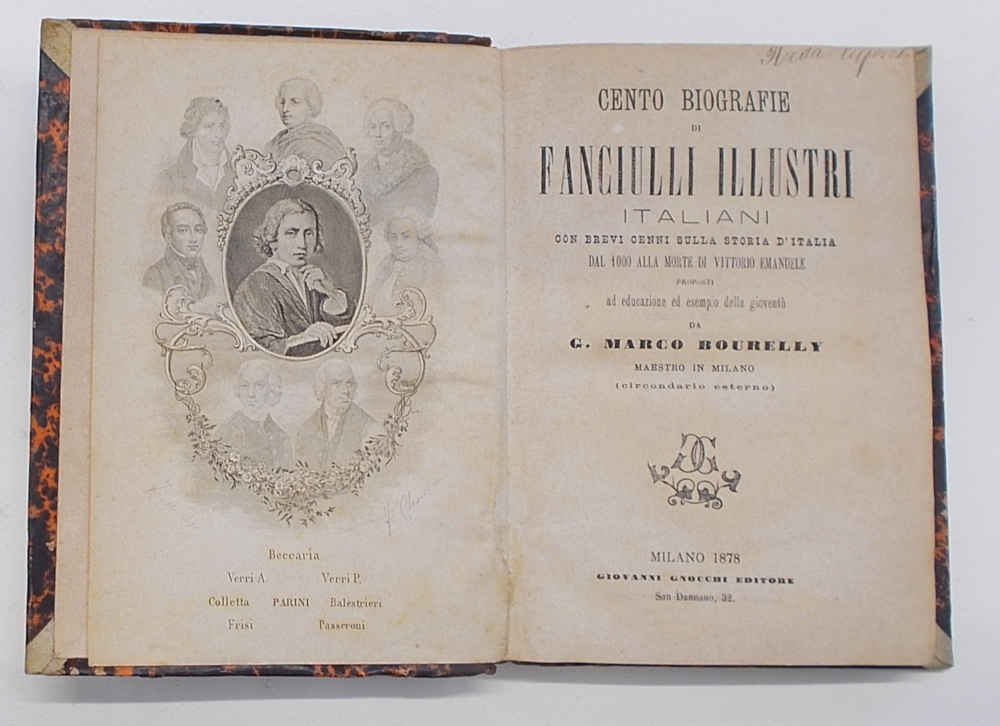 Beccaria
Verri A. Verri P.
Colletta PARINI Balestrieri
Frisi Passeroni
CENTO BIOGRAFIE
DI
FANCIULLI ILLUSTRI
ITALIANI
CON BREVI CENNI SULLA STORIA D'ITALIA
DAL 1000 ALLA MORTE DI VITTORIO EMANUELE
PROPOSTI
ad educazione ed esempio della gioventù
DA
G. MARCO BOURELLY
MAESTRO IN MILANO
(circondario esterno)
MILANO 1878
GIOVANNI GNOCCHI EDITORE
San Damiano, 32.